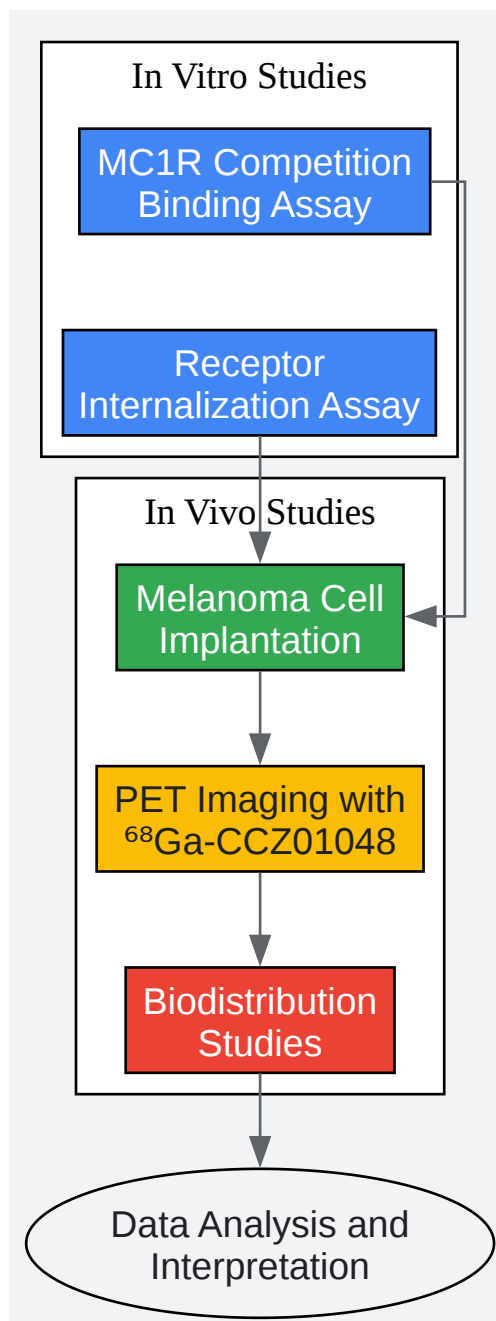 In Vitro Studies
MC1R Competition
Binding Assay
Receptor
Internalization Assay
In Vivo Studies
Melanoma Cell
Implantation
PET Imaging with
⁶⁸Ga-CCZ01048
Biodistribution
Studies
Data Analysis and
Interpretation